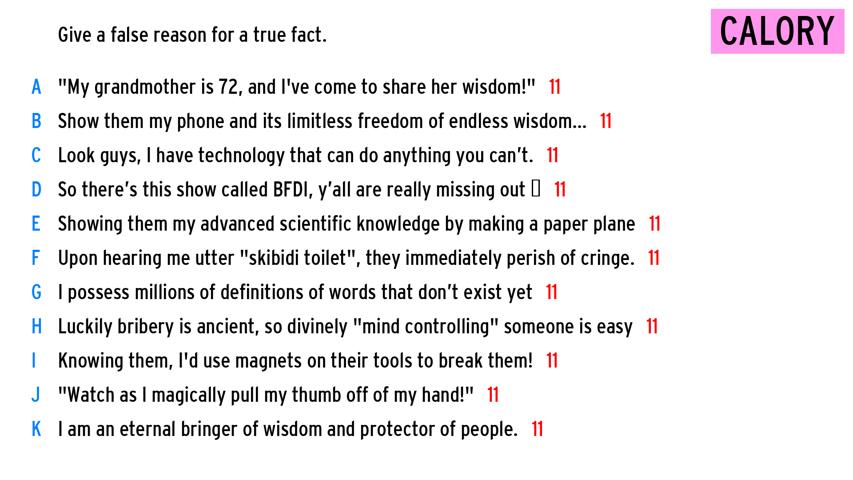 Give a false reason for a true fact.
CALORY
A "My grandmother is 72, and I've come to share her wisdom!" 11
B Show them my phone and its limitless freedom of endless wisdom... 11
C Look guys, I have technology that can do anything you can’t. 11
D So there’s this show called BFDI, y’all are really missing out ▯ 11
E Showing them my advanced scientific knowledge by making a paper plane 11
F Upon hearing me utter "skibidi toilet", they immediately perish of cringe. 11
G I possess millions of definitions of words that don’t exist yet 11
H Luckily bribery is ancient, so divinely "mind controlling" someone is easy 11
I Knowing them, I'd use magnets on their tools to break them! 11
J "Watch as I magically pull my thumb off of my hand!" 11
K I am an eternal bringer of wisdom and protector of people. 11